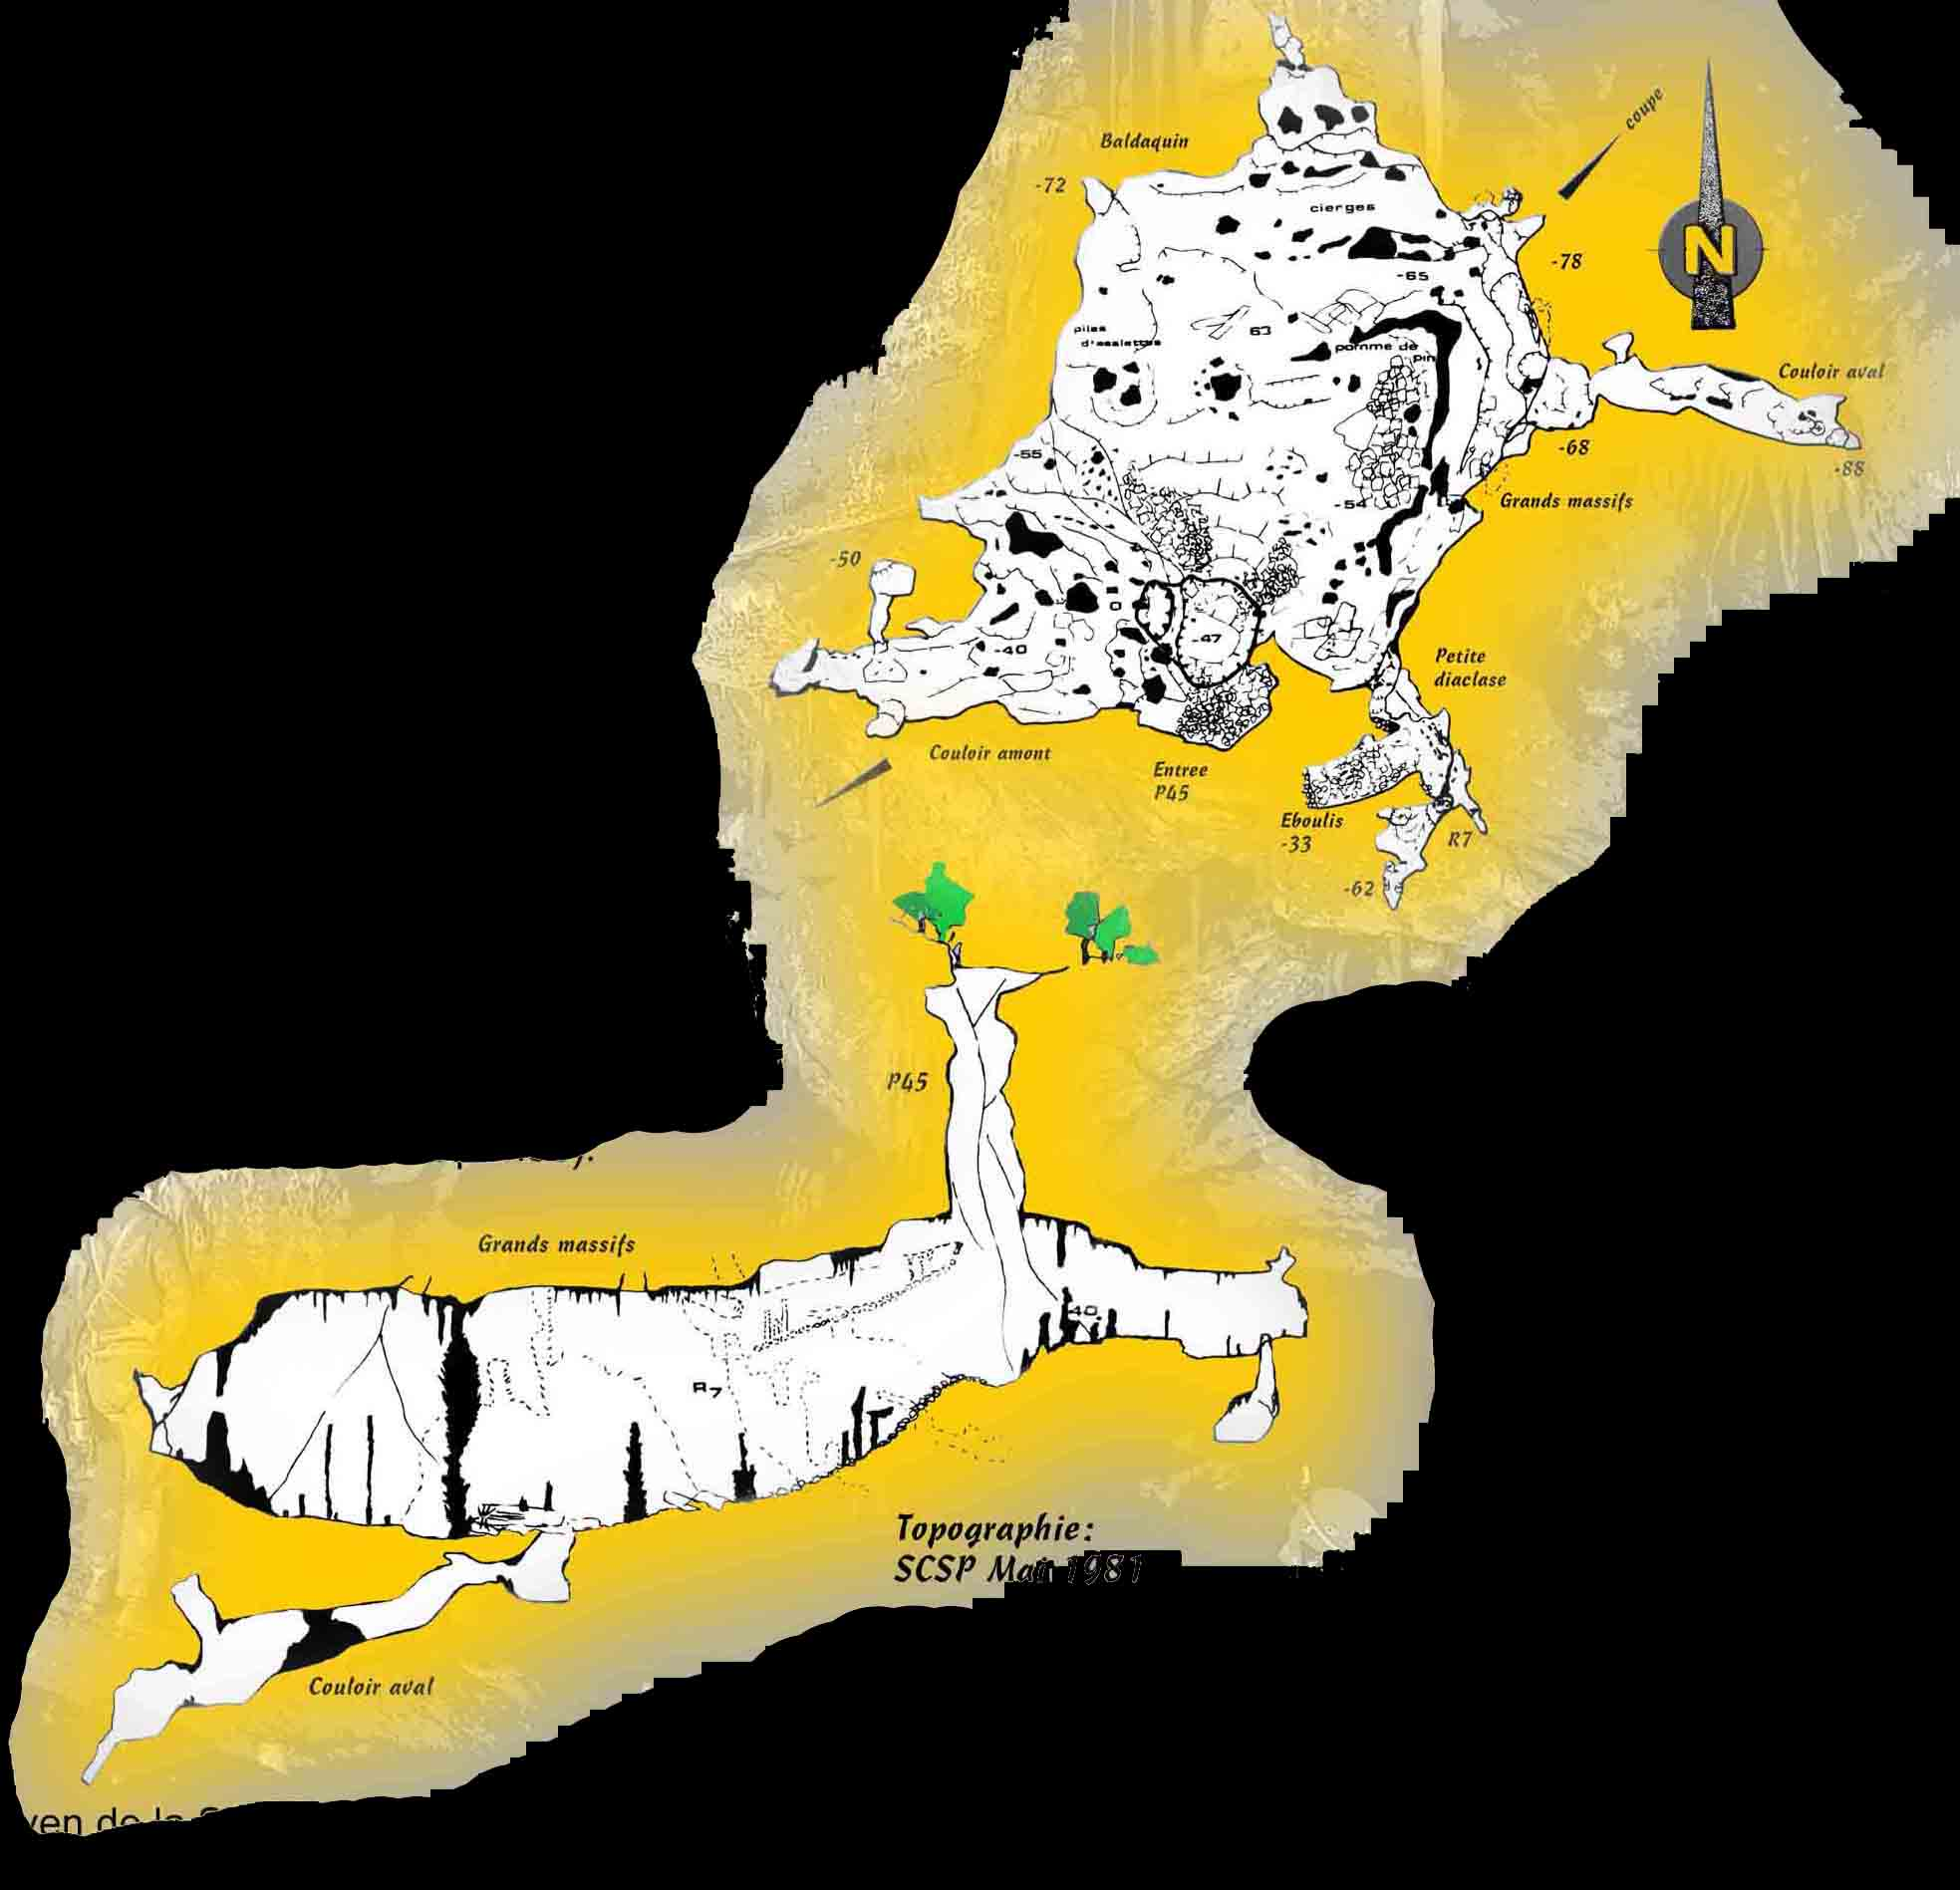 coupe
Baldaquin
-72
cierges
N
-78
-65
piles
d'assiettes
63
pomme de
pin
Couloir aval
-55
-68
-88
-54
Grands massifs
-50
-47
-40
Petite
diaclase
Couloir amont
Entree
P45
Eboulis
-33
R7
-62
P45
Grands massifs
40
R7
Topographie:
SCSP Mai 1981
Couloir aval